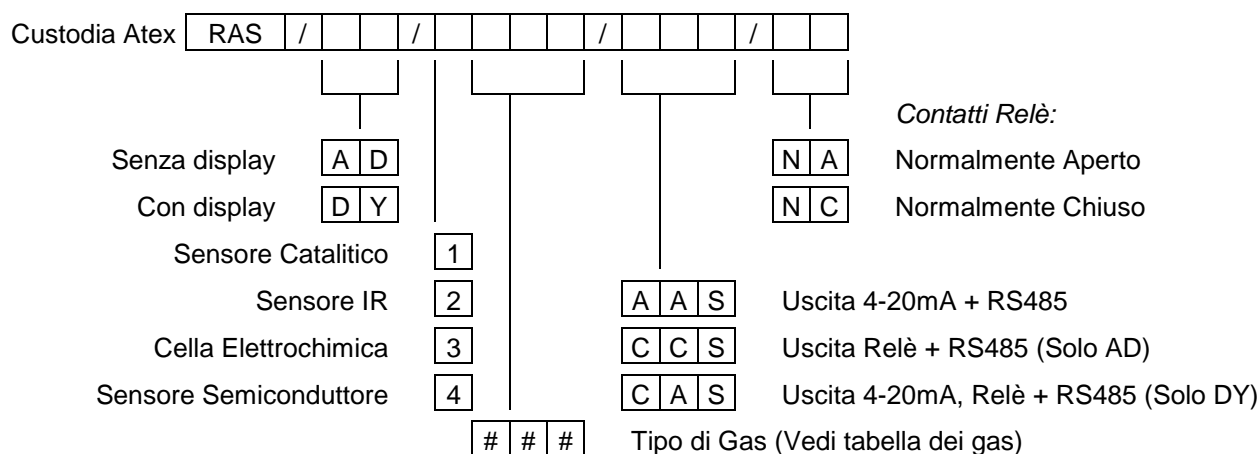 Custodia Atex RAS / / / /
Contatti Relè:
Senza display A D N A Normalmente Aperto
Con display D Y N C Normalmente Chiuso
Sensore Catalitico 1
Sensore IR 2 A A S Uscita 4-20mA + RS485
Cella Elettrochimica 3 C C S Uscita Relè + RS485 (Solo AD)
Sensore Semiconduttore 4 C A S Uscita 4-20mA, Relè + RS485 (Solo DY)
# # # Tipo di Gas (Vedi tabella dei gas)